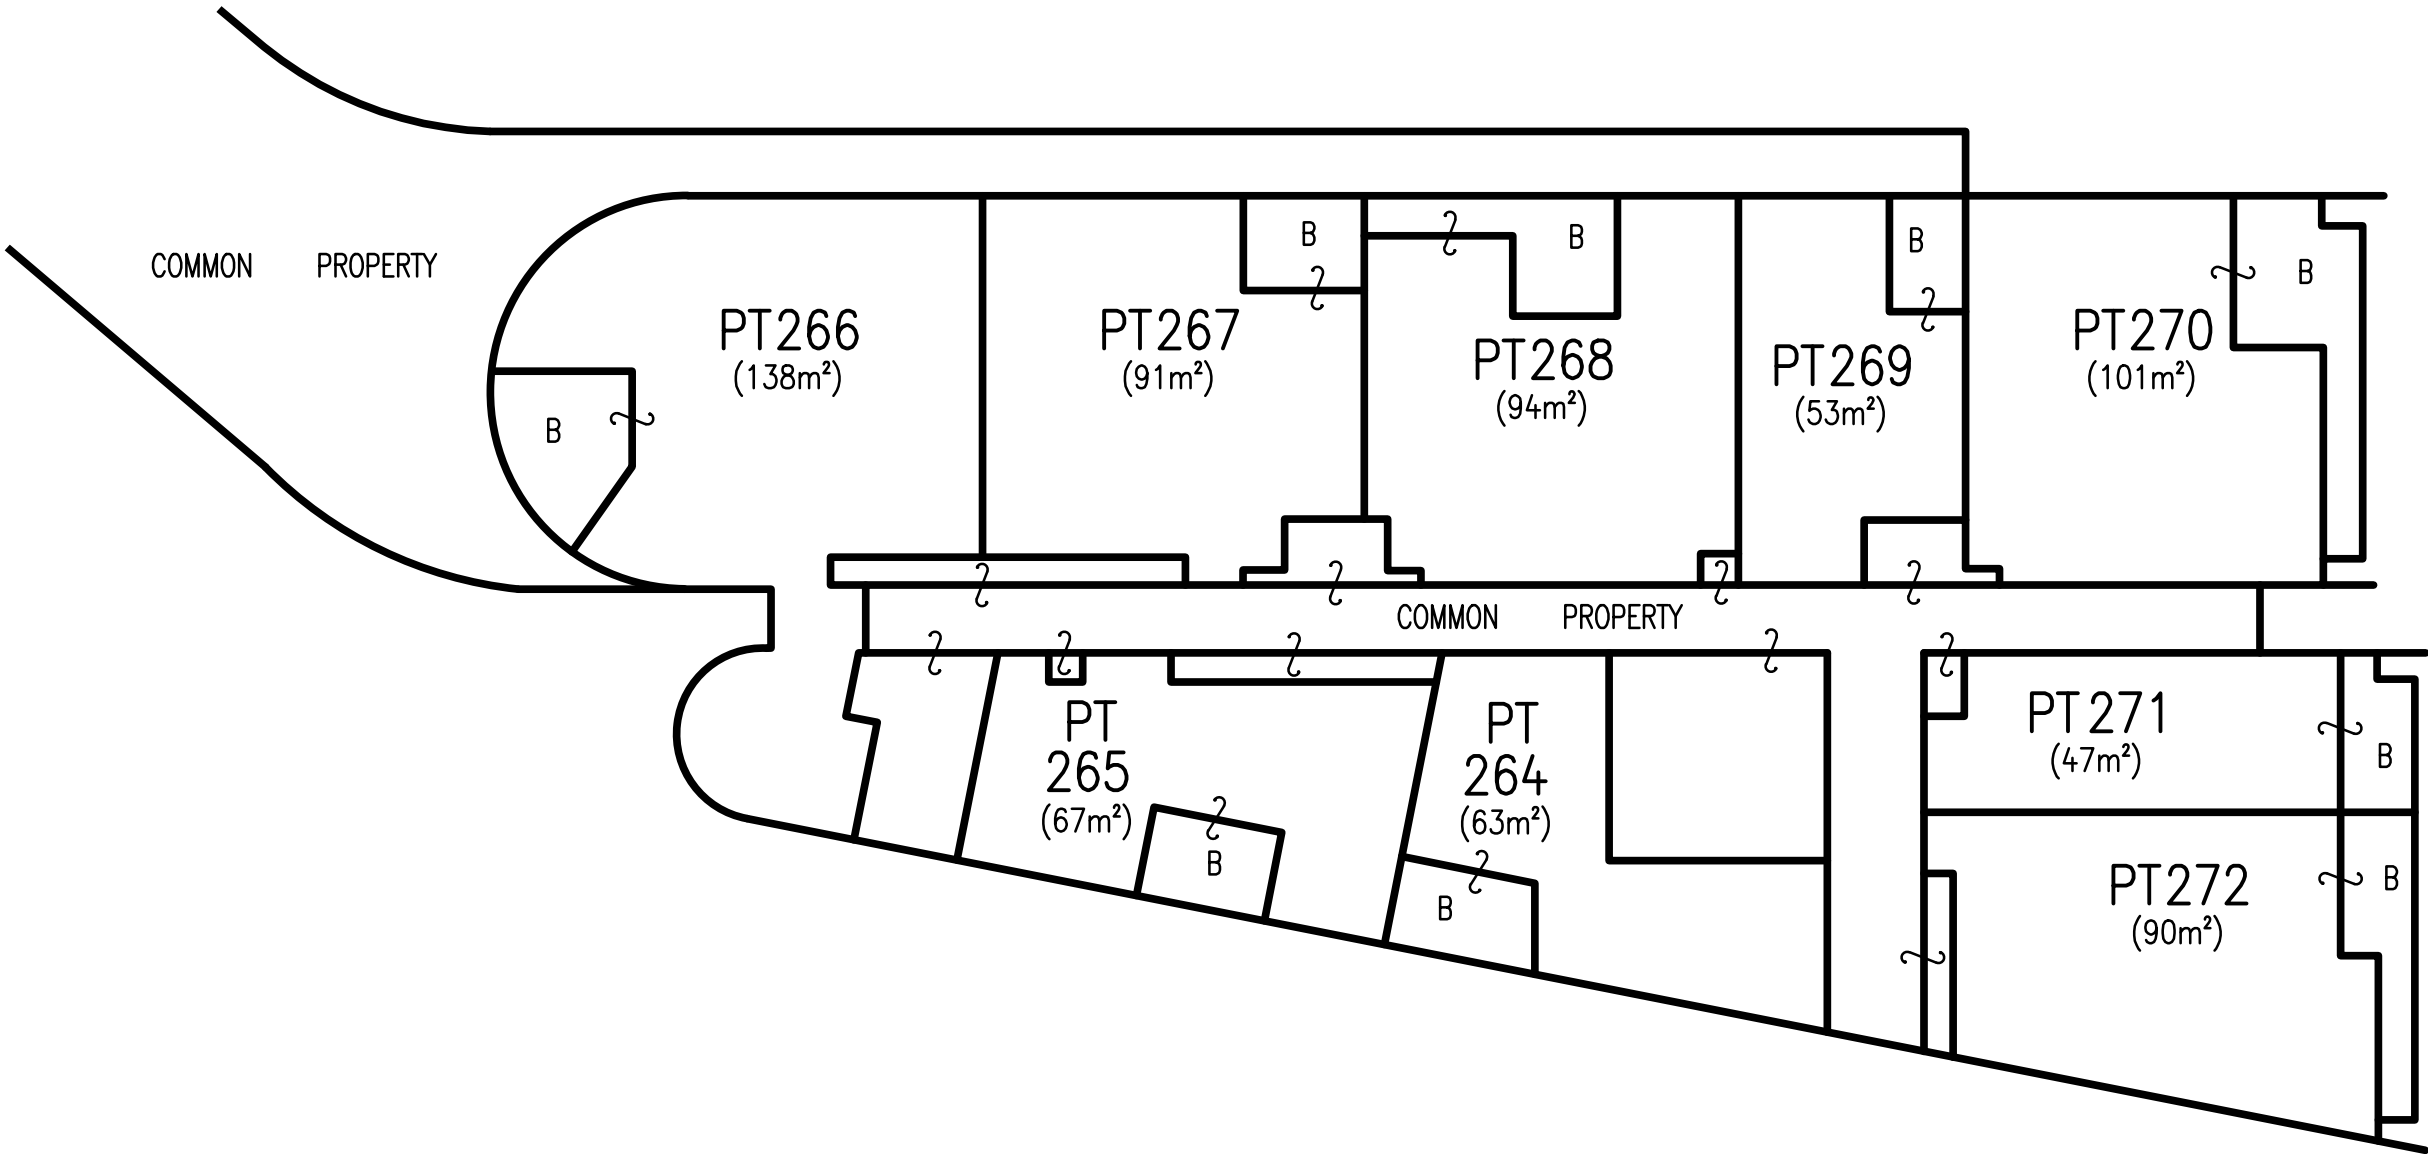 COMMON PROPERTY
B
PT266
(138m²)
B
PT267
(91m²)
B
PT268
(94m²)
B
PT269
(53m²)
B
PT270
(101m²)
COMMON PROPERTY
PT
265
(67m²)
B
PT
264
(63m²)
B
PT271
(47m²)
B
PT272
(90m²)
B